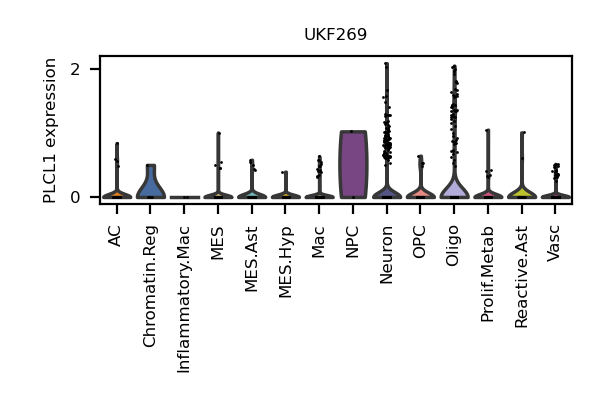 UKF269
PLCL1 expression
2
0
AC
Chromatin.Reg
Inflammatory.Mac
MES
MES.Ast
MES.Hyp
Mac
NPC
Neuron
OPC
Oligo
Prolif.Metab
Reactive.Ast
Vasc